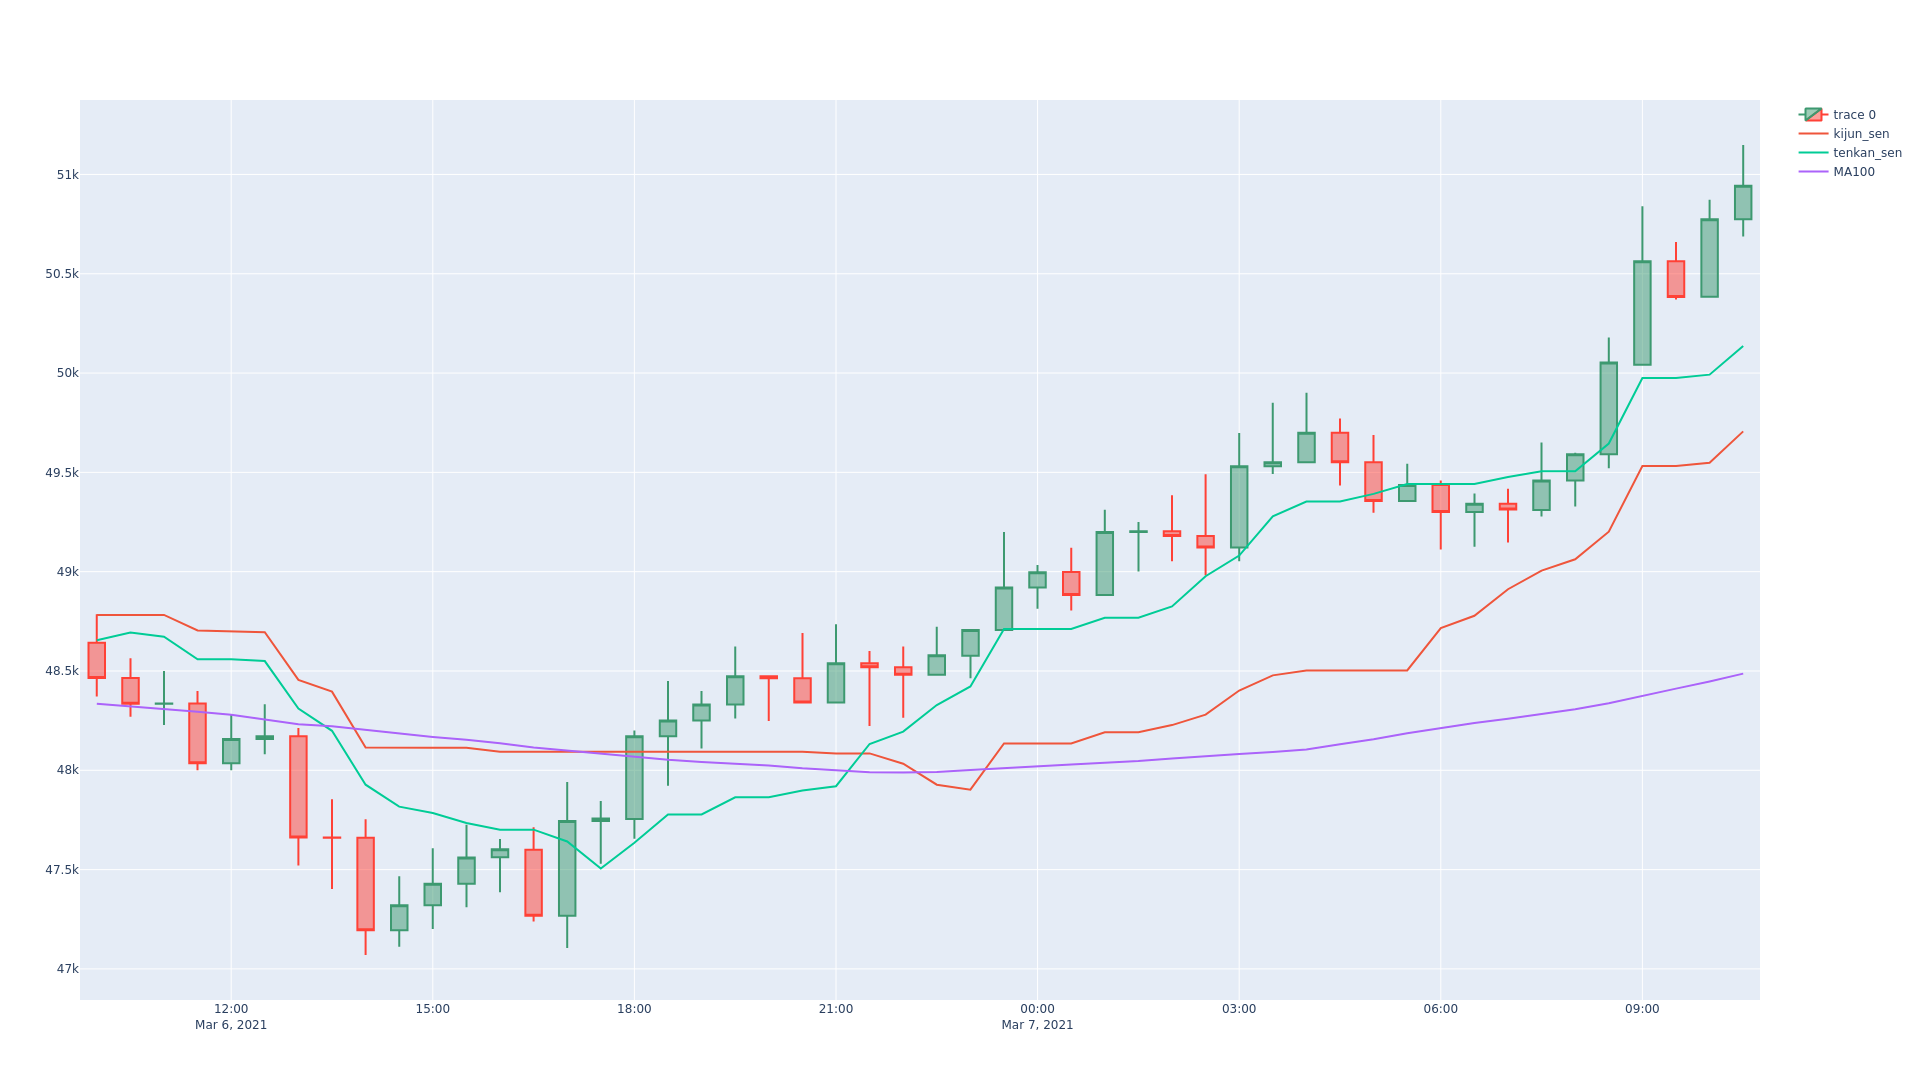 51k
50.5k
50k
49.5k
49k
48.5k
48k
47.5k
47k
12:00
Mar 6, 2021
15:00
18:00
21:00
00:00
Mar 7, 2021
03:00
06:00
09:00
trace 0
kijun_sen
tenkan_sen
MA100